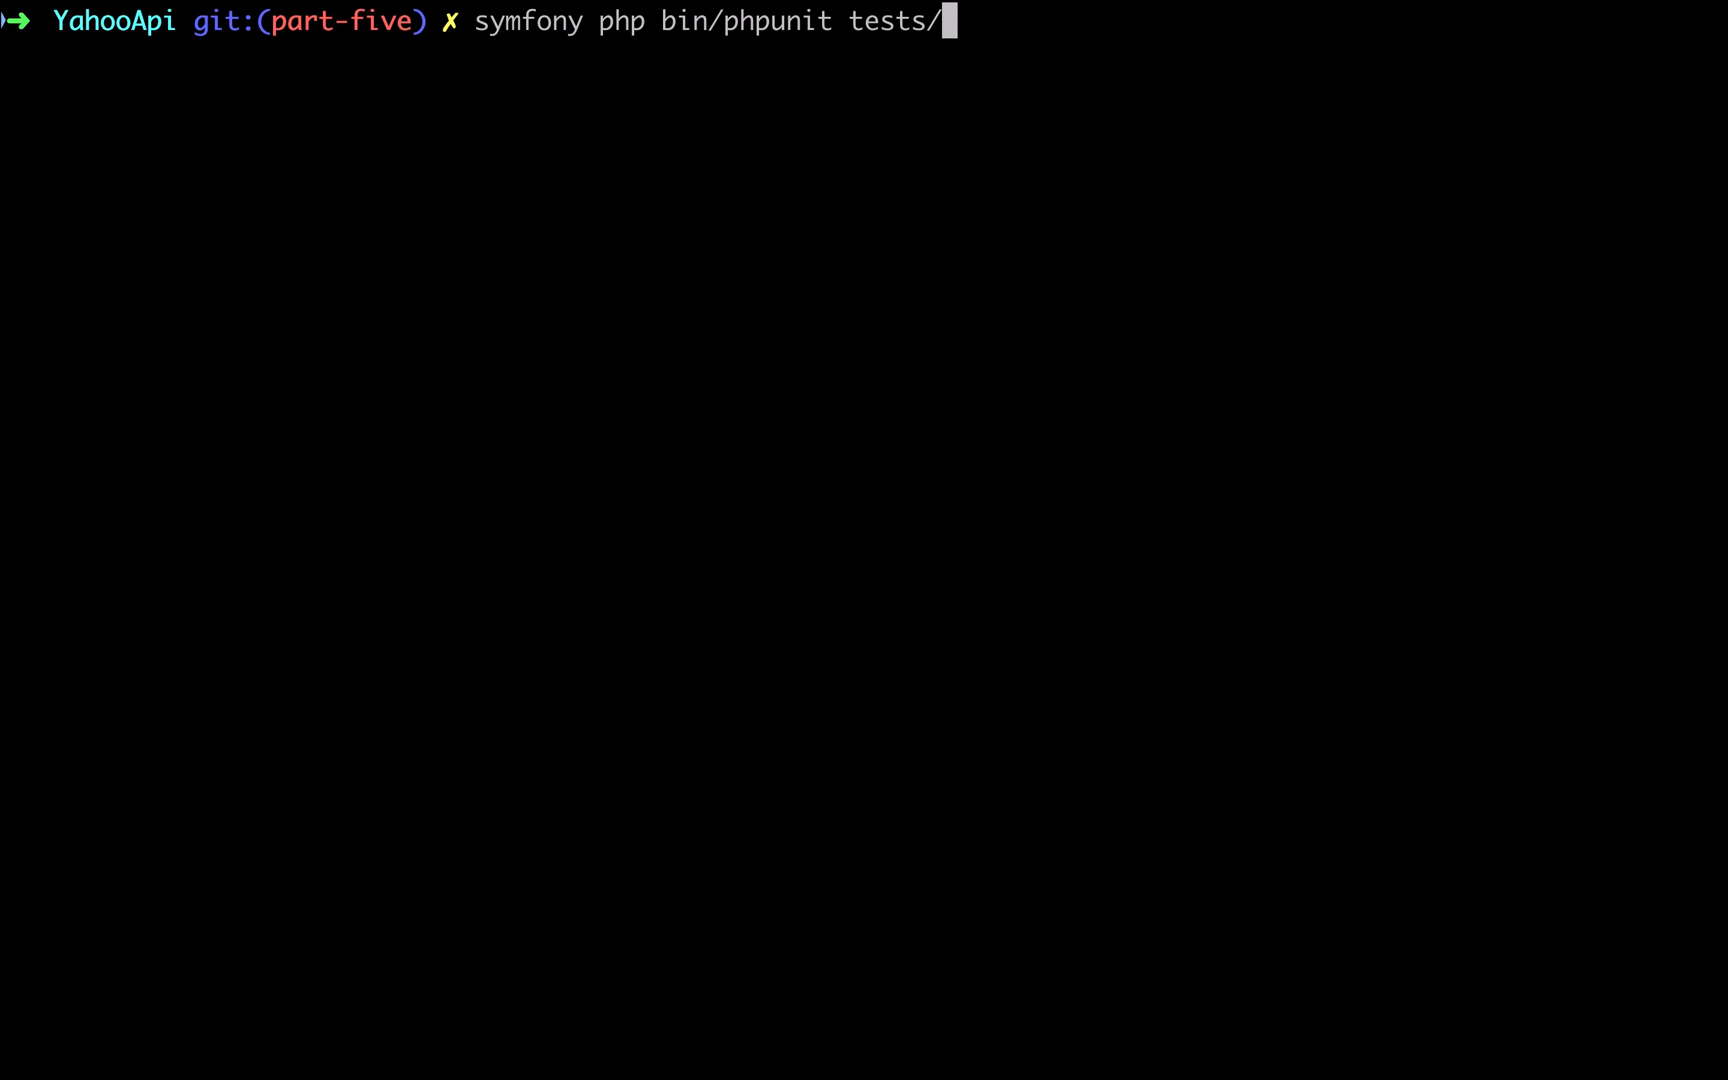 ➜ YahooApi git:(part-five) ✗ symfony php bin/phpunit tests/